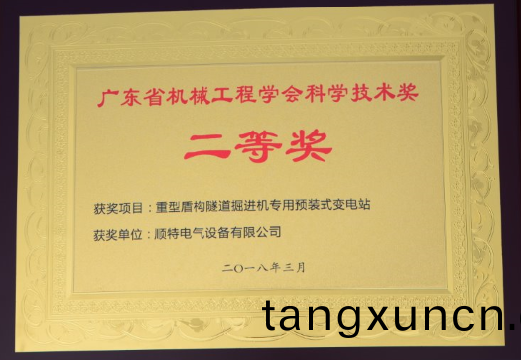 广东省机械工程学会科学技术奖
二等奖
获奖项目：重型盾构隧道掘进机专用预装式变电站
获奖单位：顺特电气设备有限公司
二〇一八年三月
tangxuncn.